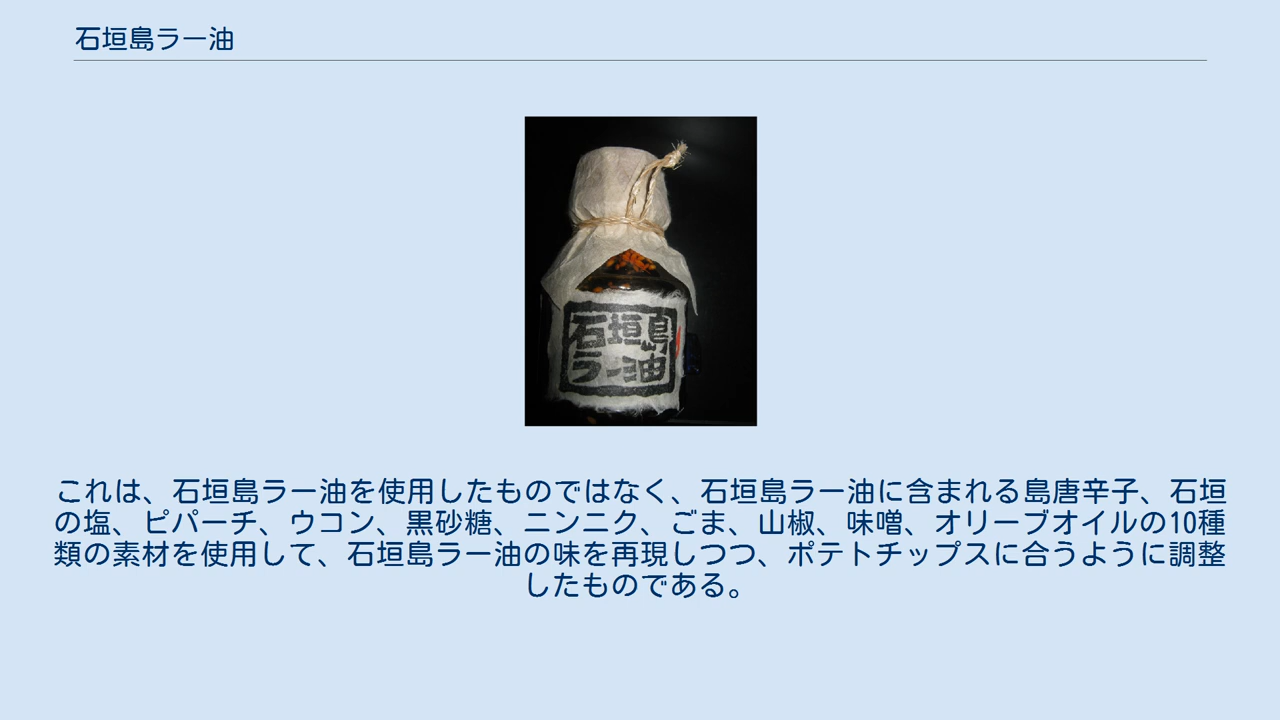 石垣島ラー油
石垣島
ラー油
これは、石垣島ラー油を使用したものではなく、石垣島ラー油に含まれる島唐辛子、石垣
の塩、ピパーチ、ウコン、黒砂糖、ニンニク、ごま、山椒、味噌、オリーブオイルの10種
類の素材を使用して、石垣島ラー油の味を再現しつつ、ポテトチップスに合うように調整
したものである。